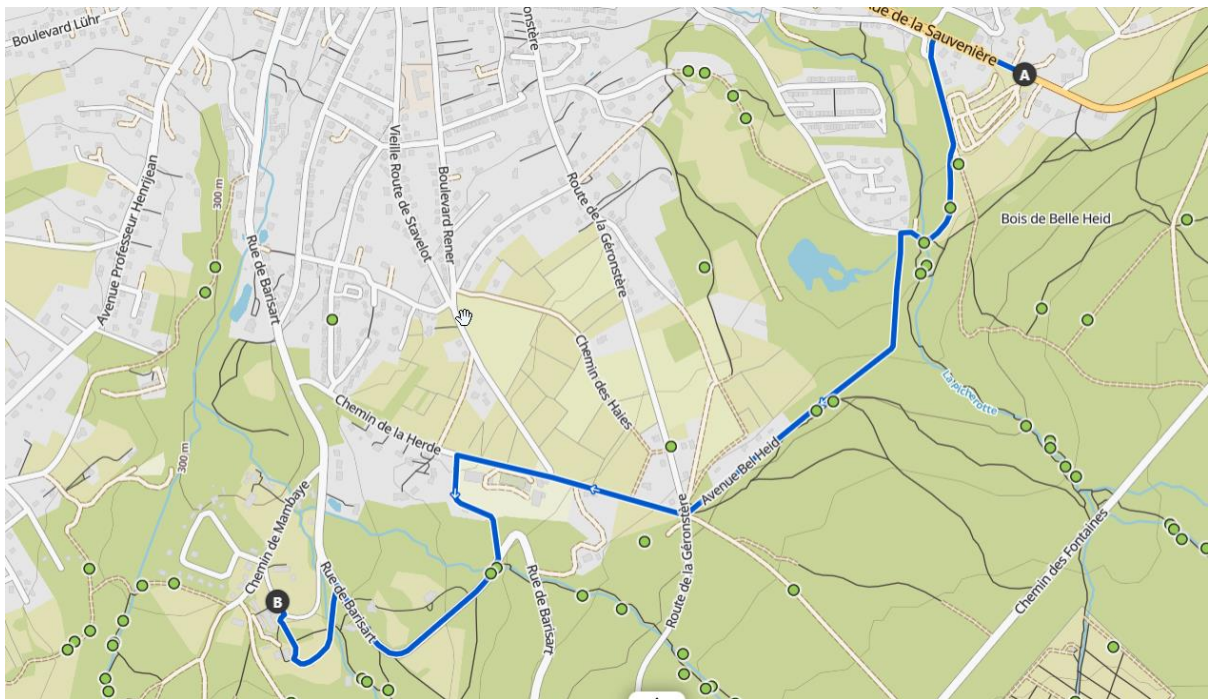 Boulevard Lühr
onstère
ue de la Sauvenière
A
Avenue Professeur Henrijean
300 m
Rue de Barisart
Vieille Route de Stavelot
Boulevard Rener
Route de la Géronstère
Bois de Belle Heid
Chemin des Haies
La picherotte
Chemin de la Herde
Avenue Bel Heid
300 m
Chemin de Mambaye
Route de la Géronstère
Chemin des Fontaines
Rue de Barisart
Rue de Barisart
B